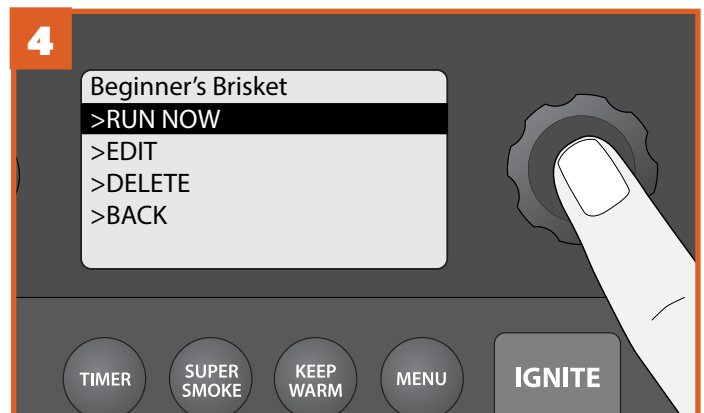 4
Beginner's Brisket
>RUN NOW
>EDIT
>DELETE
>BACK
TIMER
SUPER
SMOKE
KEEP
WARM
MENU
IGNITE